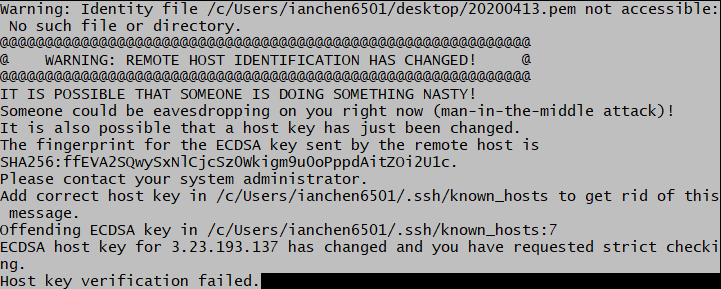 Warning: Identity file /c/Users/ianchen6501/desktop/20200413.pem not accessible:
 No such file or directory.
@@@@@@@@@@@@@@@@@@@@@@@@@@@@@@@@@@@@@@@@@@@@@@@@@@@@@@@@@@@
@    WARNING: REMOTE HOST IDENTIFICATION HAS CHANGED!     @
@@@@@@@@@@@@@@@@@@@@@@@@@@@@@@@@@@@@@@@@@@@@@@@@@@@@@@@@@@@
IT IS POSSIBLE THAT SOMEONE IS DOING SOMETHING NASTY!
Someone could be eavesdropping on you right now (man-in-the-middle attack)!
It is also possible that a host key has just been changed.
The fingerprint for the ECDSA key sent by the remote host is
SHA256:ffEVA2SQwySxNlCjcSz0Wkigm9u0oPppdAitZOi2U1c.
Please contact your system administrator.
Add correct host key in /c/Users/ianchen6501/.ssh/known_hosts to get rid of this
 message.
Offending ECDSA key in /c/Users/ianchen6501/.ssh/known_hosts:7
ECDSA host key for 3.23.193.137 has changed and you have requested strict checki
ng.
Host key verification failed.